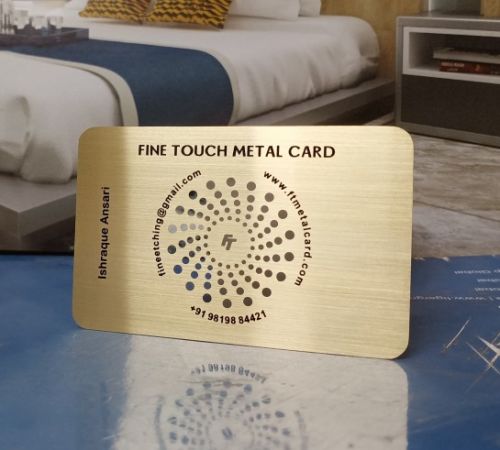 FINE TOUCH METAL CARD
Ishraque Ansari
fineetching@gmail.com
www.ftmetalcard.com
FT
+91 98198 84421